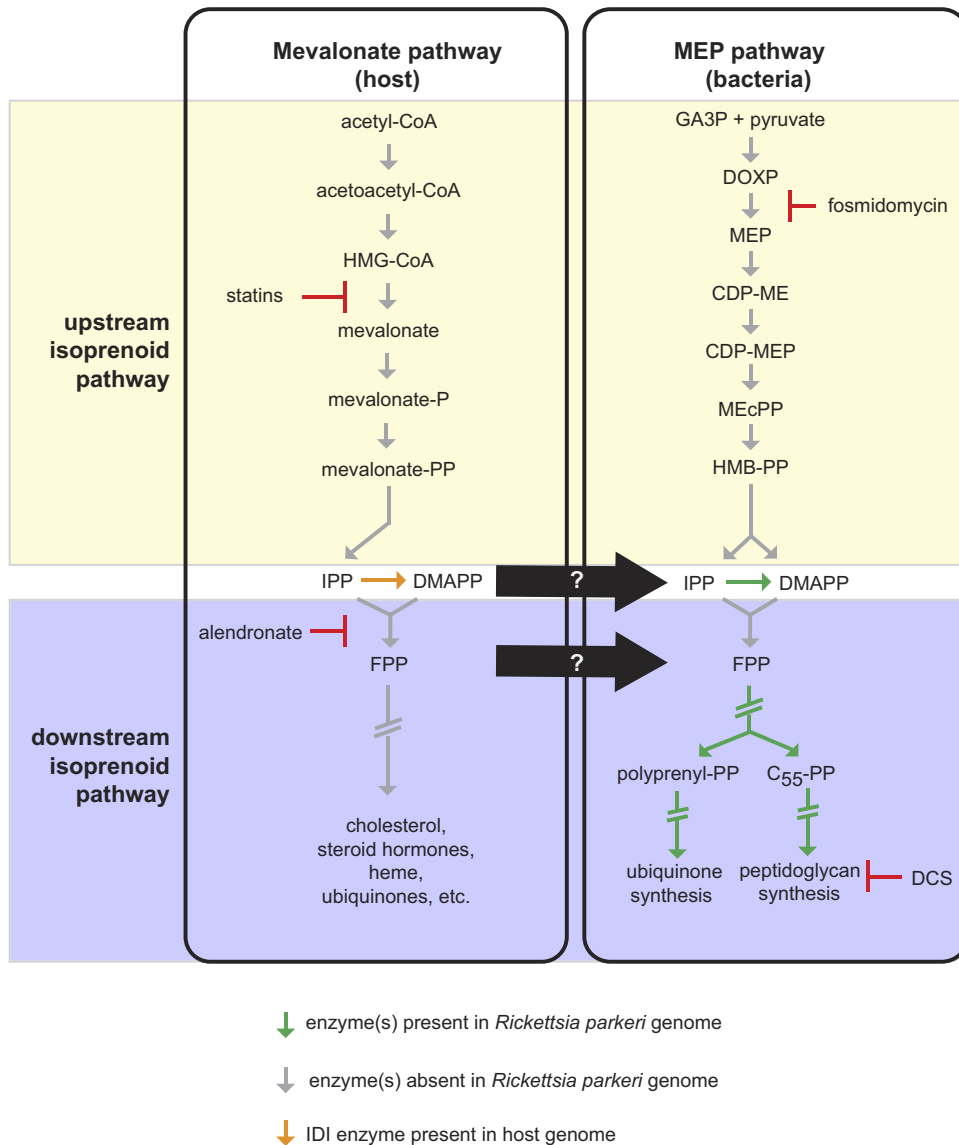 Mevalonate pathway
(host)
acetyl-CoA
acetoacetyl-CoA
HMG-CoA
statins
mevalonate
mevalonate-P
mevalonate-PP
upstream
isoprenoid
pathway
IPP
DMAPP
?
alendronate
FPP
?
downstream
isoprenoid
pathway
cholesterol,
steroid hormones,
heme,
ubiquinones, etc.
MEP pathway
(bacteria)
GA3P + pyruvate
DOXP
fosmidomycin
MEP
CDP-ME
CDP-MEP
MEcPP
HMB-PP
IPP
DMAPP
FPP
polyprenyl-PP
C55-PP
ubiquinone
synthesis
peptidoglycan
synthesis
DCS
enzyme(s) present in Rickettsia parkeri genome
enzyme(s) absent in Rickettsia parkeri genome
IDI enzyme present in host genome